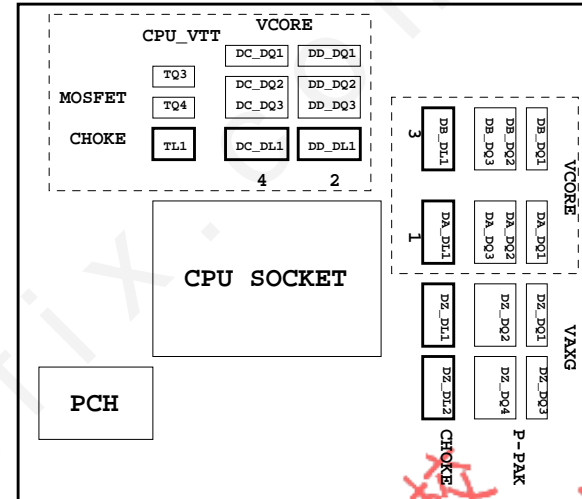 VCORE
CPU_VTT
DC_DQ1 DD_DQ1
TQ3
DC_DQ2 DD_DQ2
MOSFET TQ4 DC_DQ3 DD_DQ3
CHOKE TL1 DC_DL1 DD_DL1
4 2
3 DB_DL1 DB_DQ3 DB_DQ2 DB_DQ1
VCORE
1 DA_DL1 DA_DQ3 DA_DQ2 DA_DQ1
CPU SOCKET
DZ_DL1 DZ_DQ2 DZ_DQ1
VAXG
DZ_DL2 DZ_DQ4 DZ_DQ3
PCH
CHOKE P-PAK